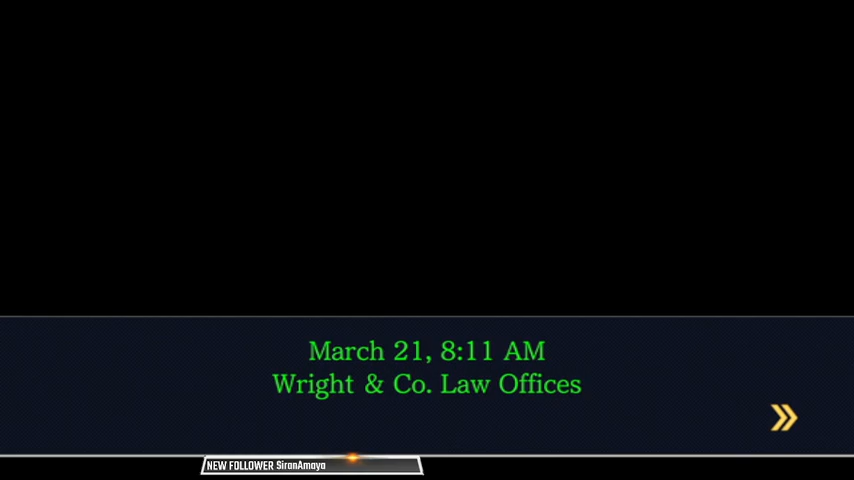 March 21, 8:11 AM
Wright & Co. Law Offices
NEW FOLLOWER SiranAmaya